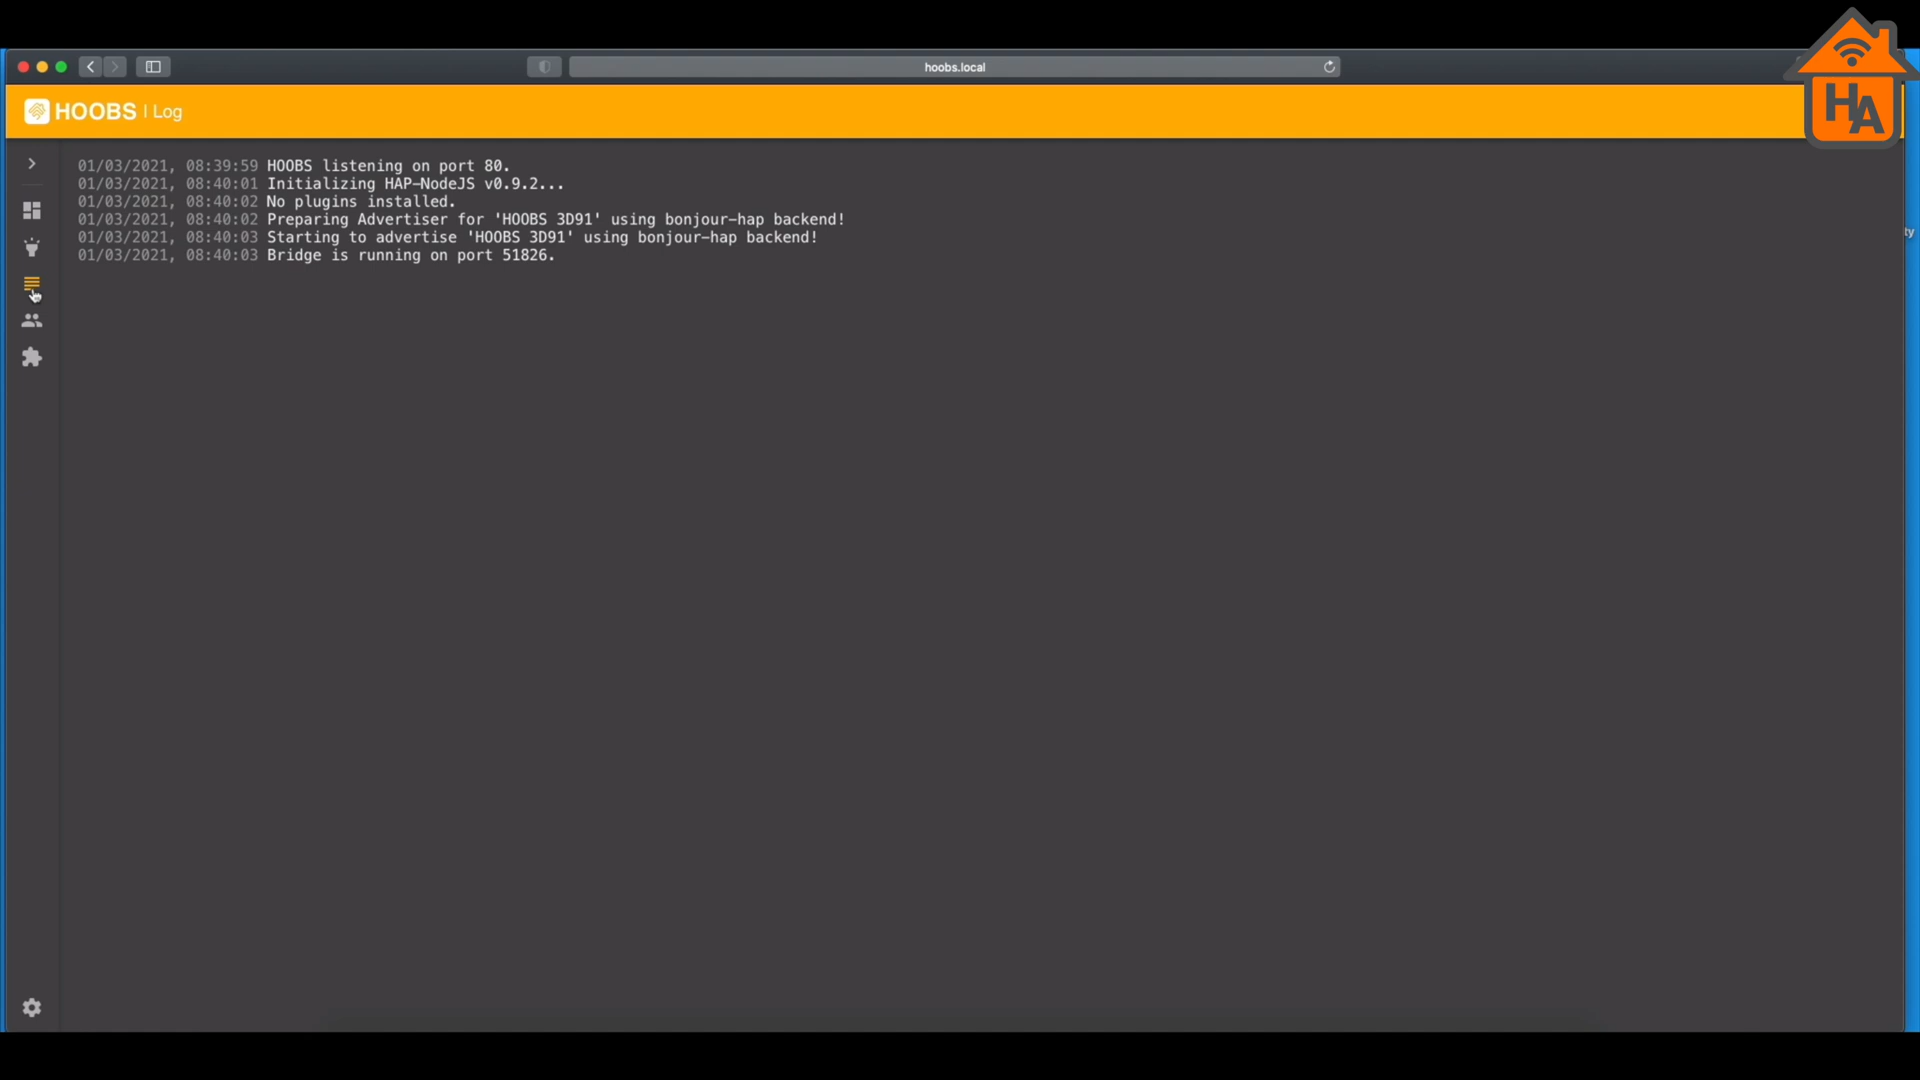 hoobs.local
HOOBS | Log
HA
01/03/2021, 08:39:59 HOOBS listening on port 80.
01/03/2021, 08:40:01 Initializing HAP-NodeJS v0.9.2...
01/03/2021, 08:40:02 No plugins installed.
01/03/2021, 08:40:02 Preparing Advertiser for 'HOOBS 3D91' using bonjour-hap backend!
ty
01/03/2021, 08:40:03 Starting to advertise 'HOOBS 3D91' using bonjour-hap backend!
01/03/2021, 08:40:03 Bridge is running on port 51826.